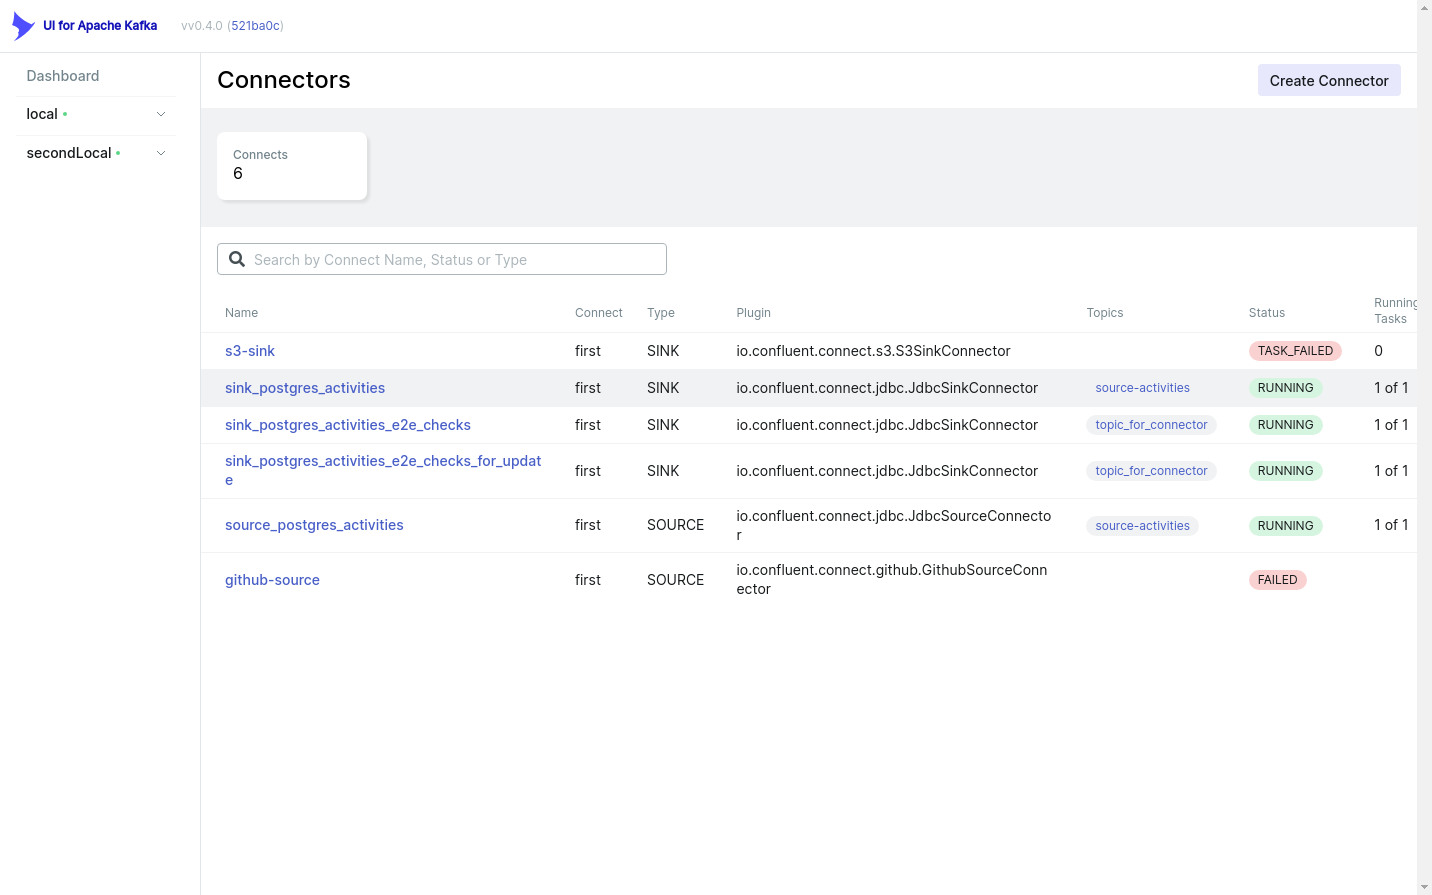 UI for Apache Kafka vv0.4.0 (521ba0c)
Dashboard
local
secondLocal
Connectors
Create Connector
Connects
6
Search by Connect Name, Status or Type
Name Connect Type Plugin Topics Status Running
Tasks
s3-sink first SINK io.confluent.connect.s3.S3SinkConnector TASK_FAILED 0
sink_postgres_activities first SINK io.confluent.connect.jdbc.JdbcSinkConnector source-activities RUNNING 1 of 1
sink_postgres_activities_e2e_checks first SINK io.confluent.connect.jdbc.JdbcSinkConnector topic_for_connector RUNNING 1 of 1
sink_postgres_activities_e2e_checks_for_updat
e first SINK io.confluent.connect.jdbc.JdbcSinkConnector topic_for_connector RUNNING 1 of 1
source_postgres_activities first SOURCE io.confluent.connect.jdbc.JdbcSourceConnecto
r source-activities RUNNING 1 of 1
github-source first SOURCE io.confluent.connect.github.GithubSourceConn
ector FAILED